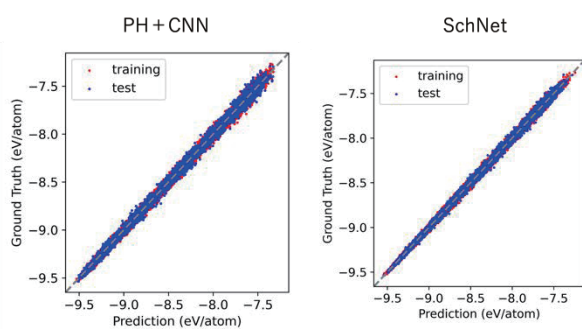 PH+CNN
training
test
Ground Truth (eV/atom)
−7.5
−8.0
−8.5
−9.0
−9.5
−9.5 −9.0 −8.5 −8.0 −7.5
Prediction (eV/atom)
SchNet
training
test
Ground Truth (eV/atom)
−7.5
−8.0
−8.5
−9.0
−9.5
−9.5 −9.0 −8.5 −8.0 −7.5
Prediction (eV/atom)